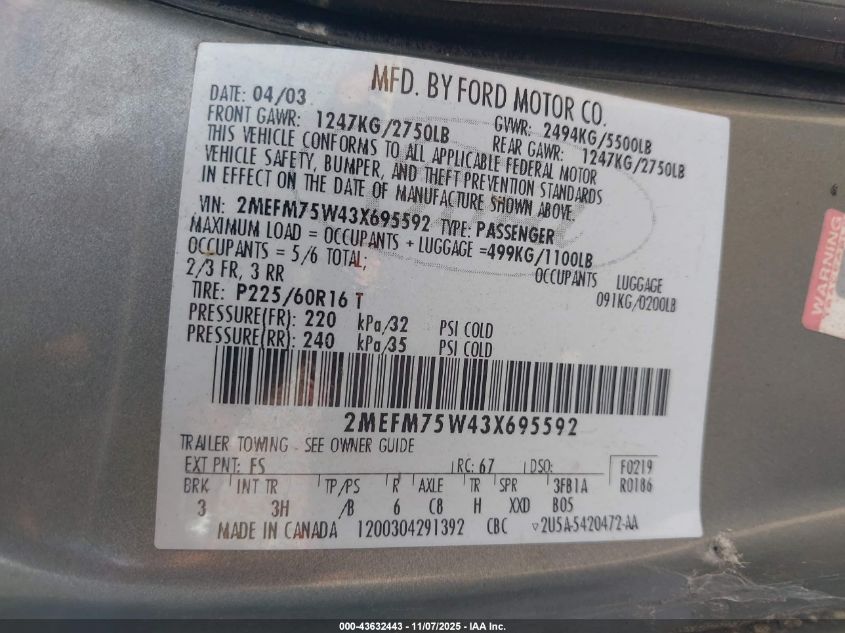 MFD. BY FORD MOTOR CO.
DATE: 04/03
GVWR: 2494KG/5500LB
FRONT GAWR: 1247KG/2750LB
REAR GAWR: 1247KG/2750LB
THIS VEHICLE CONFORMS TO ALL APPLICABLE FEDERAL MOTOR
VEHICLE SAFETY, BUMPER, AND THEFT PREVENTION STANDARDS
IN EFFECT ON THE DATE OF MANUFACTURE SHOWN ABOVE.
VIN: 2MEFM75W43X695592 TYPE: PASSENGER
MAXIMUM LOAD = OCCUPANTS + LUGGAGE =499KG/1100LB
OCCUPANTS = 5/6 TOTAL; OCCUPANTS LUGGAGE
2/3 FR, 3 RR 091KG/0200LB
TIRE: P225/60R16 T
PRESSURE(FR): 220 kPa/32 PSI COLD
PRESSURE(RR): 240 kPa/35 PSI COLD
2MEFM75W43X695592
TRAILER TOWING - SEE OWNER GUIDE
EXT PNT: FS RC: 67 DSO: F0219
BRK INT TR TP/PS R AXLE TR SPR 3FB1A R0186
3 3H /B 6 C8 H XXD B05
MADE IN CANADA 1200304291392 CBC 2U5A-5420472-AA
WARNING
000-43632443 - 11/07/2025 - IAA Inc.